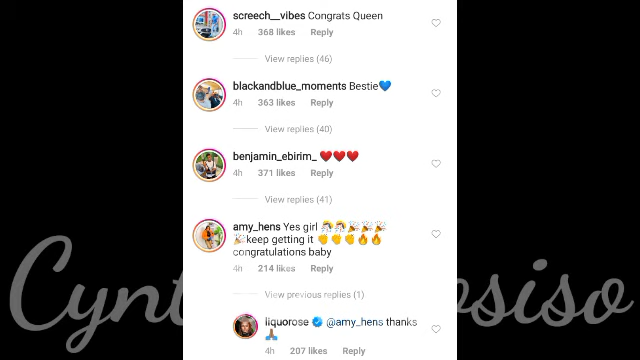 screech__vibes Congrats Queen
4h 368 likes Reply
View replies (46)
blackandblue_moments Bestie💙
4h 363 likes Reply
View replies (40)
benjamin_ebirim_ ❤️❤️❤️
4h 371 likes Reply
View replies (41)
amy_hens Yes girl 🎊🎊🎉🎉🎉
🎉keep getting it 👏👏👏🔥🔥
congratulations baby
4h 214 likes Reply
View previous replies (1)
liquorose @amy_hens thanks
🙏🏾
4h 207 likes Reply